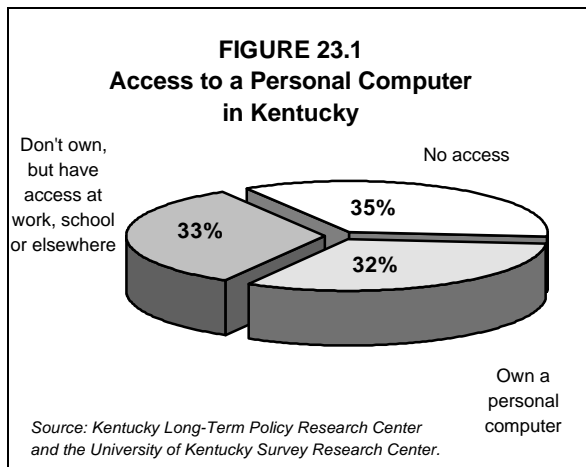 FIGURE 23.1
Access to a Personal Computer
in Kentucky
Don't own,
but have
access at
work, school
or elsewhere
No access
35%
33%
32%
Own a
personal
computer
Source: Kentucky Long-Term Policy Research Center
and the University of Kentucky Survey Research Center.